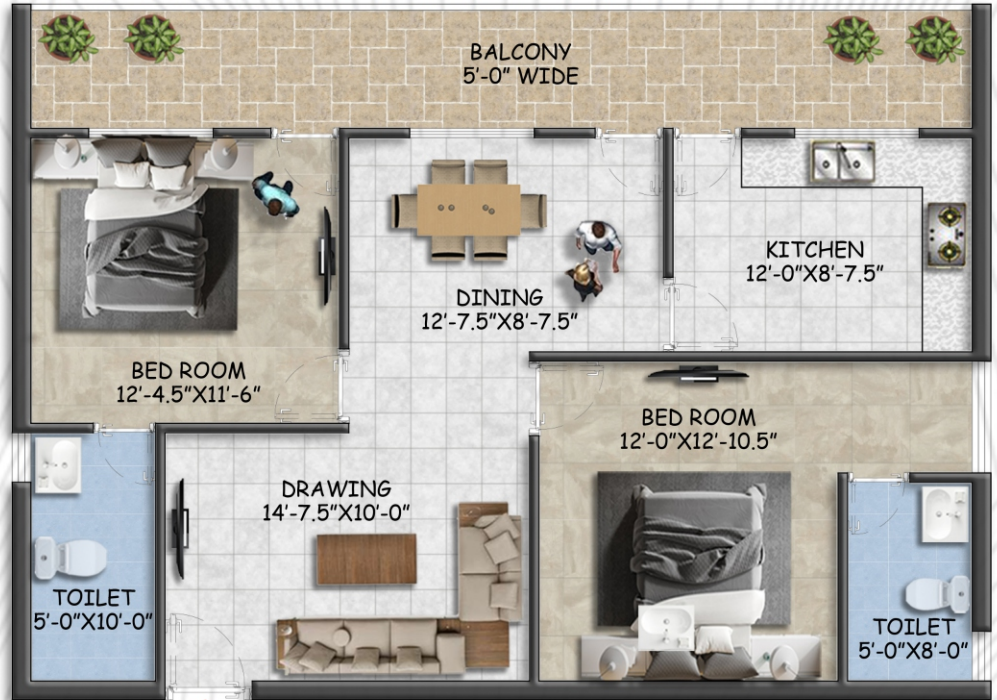 BALCONY
5'-0" WIDE
KITCHEN
12'-0"X8'-7.5"
DINING
12'-7.5"X8'-7.5"
BED ROOM
12'-4.5"X11'-6"
BED ROOM
12'-0"X12'-10.5"
DRAWING
14'-7.5"X10'-0"
TOILET
5'-0"X10'-0"
TOILET
5'-0"X8'-0"